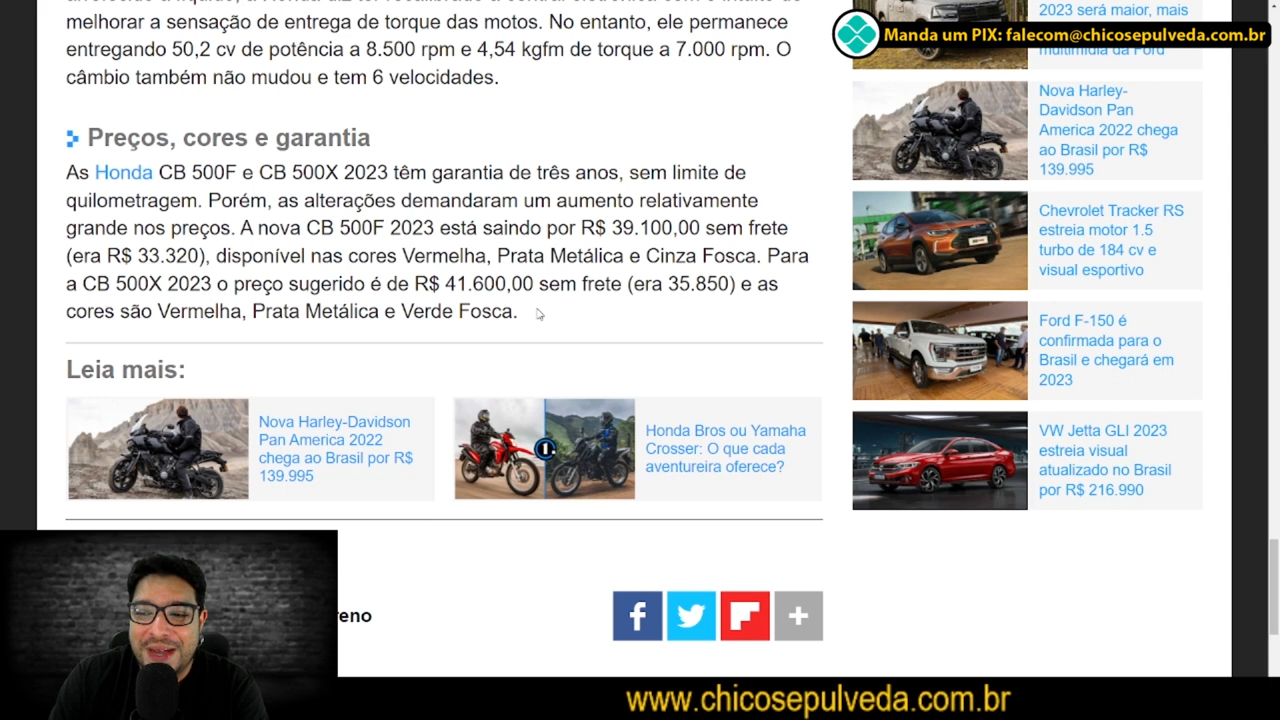 melhorar a sensação de entrega de torque das motos. No entanto, ele permanece
entregando 50,2 cv de potência a 8.500 rpm e 4,54 kgfm de torque a 7.000 rpm. O
câmbio também não mudou e tem 6 velocidades.
Preços, cores e garantia
As Honda CB 500F e CB 500X 2023 têm garantia de três anos, sem limite de
quilometragem. Porém, as alterações demandaram um aumento relativamente
grande nos preços. A nova CB 500F 2023 está saindo por R$ 39.100,00 sem frete
(era R$ 33.320), disponível nas cores Vermelha, Prata Metálica e Cinza Fosca. Para
a CB 500X 2023 o preço sugerido é de R$ 41.600,00 sem frete (era 35.850) e as
cores são Vermelha, Prata Metálica e Verde Fosca.
Leia mais:
Nova Harley-Davidson
Pan America 2022
chega ao Brasil por R$
139.995
Honda Bros ou Yamaha
Crosser: O que cada
aventureira oferece?
reno
2023 será maior, mais
Manda um PIX: falecom@chicosepulveda.com.br
multimídia da Ford
Nova Harley-
Davidson Pan
America 2022 chega
ao Brasil por R$
139.995
Chevrolet Tracker RS
estreia motor 1.5
turbo de 184 cv e
visual esportivo
Ford F-150 é
confirmada para o
Brasil e chegará em
2023
VW Jetta GLI 2023
estreia visual
atualizado no Brasil
por R$ 216.990
www.chicosepulveda.com.br